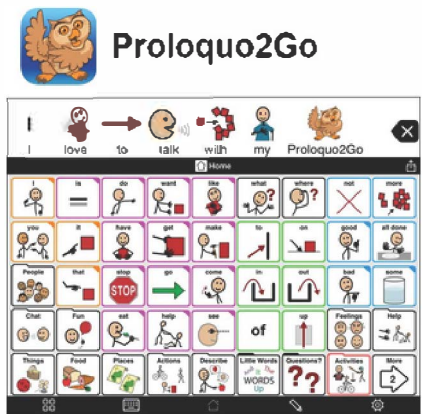 Proloquo2Go
I love to talk with my Proloquo2Go
Home
I is do want like what where not more
you it have get make to on good all done
People that stop go come in out bad some
STOP
Chat Fun eat help see of up Feelings Help
Things Food Places Actions Describe Little Words Questions? Activities More
WORDS
Up
2